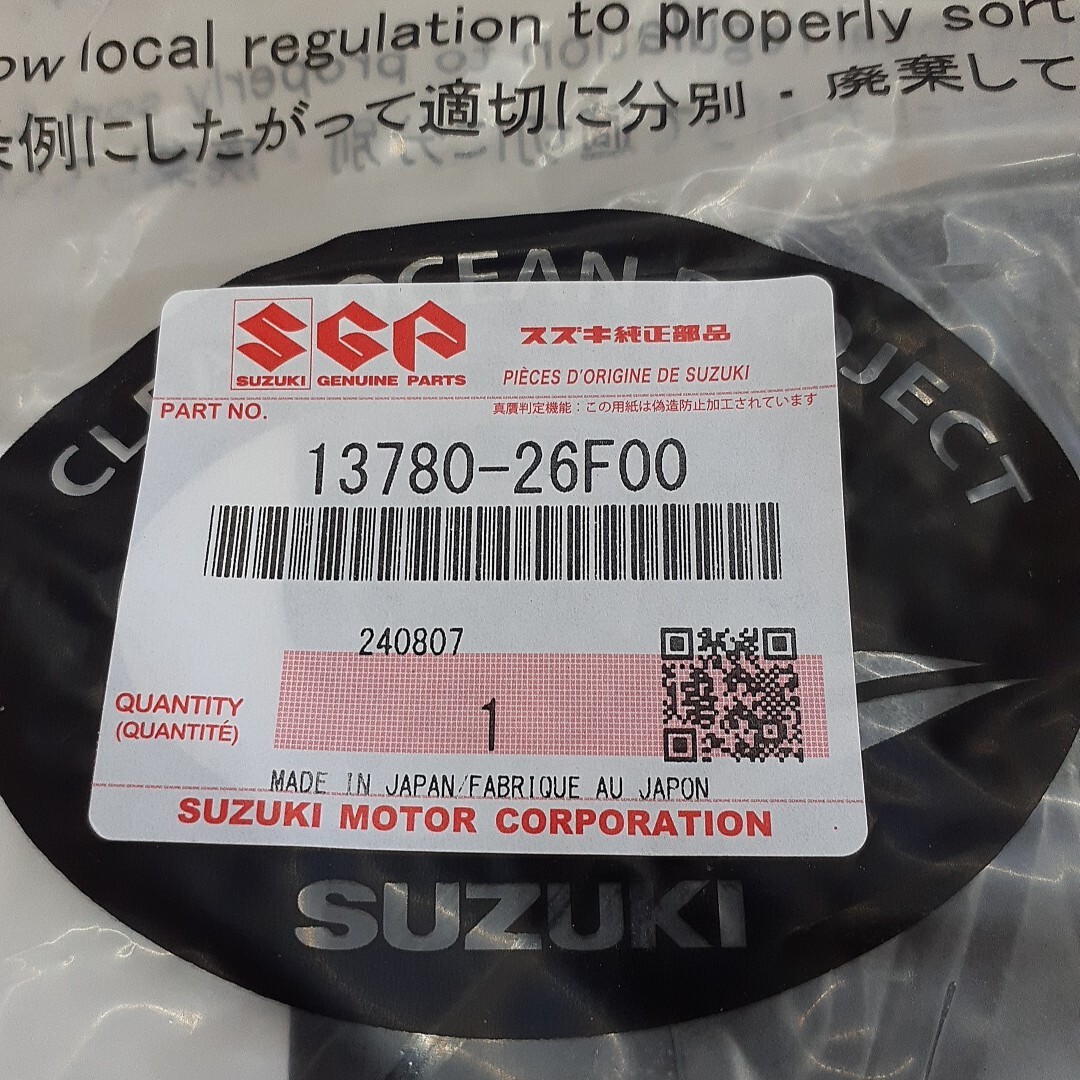 local regulation to properly sort
例にしたがって適切に分別・廃棄して
OCEAN
SGP
スズキ純正部品
SUZUKI GENUINE PARTS
PIÈCES D'ORIGINE DE SUZUKI
PART NO.
真贋判定機能：この用紙は偽造防止加工されています
13780-26F00
240807
QUANTITY
(QUANTITÉ)
1
MADE IN JAPAN/FABRIQUE AU JAPON
SUZUKI MOTOR CORPORATION
SUZUKI